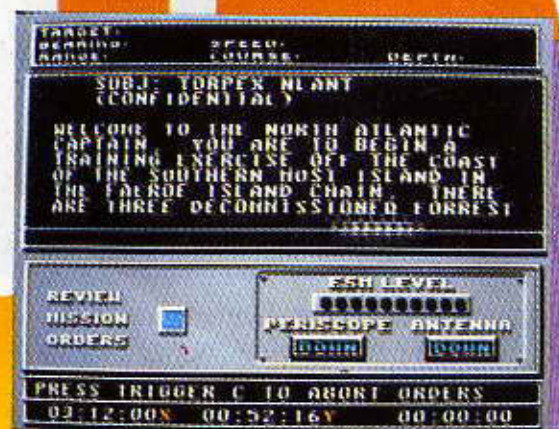 TARGET:
BEARING: SPEED:
RANGE: COURSE: DEPTH:
SUBJ: TORPEX NLANT
(CONFIDENTIAL)
WELCOME TO THE NORTH ATLANTIC
CAPTAIN. YOU ARE TO BEGIN A
TRAINING EXERCISE OFF THE COAST
OF THE SOUTHERN MOST ISLAND IN
THE FAEROE ISLAND CHAIN. THERE
ARE THREE DECOMMISSIONED FORREST
ESM LEVEL
REVIEW
MISSION
ORDERS
PERISCOPE ANTENNA
DOWN DOWN
PRESS TRIGGER C TO ABORT ORDERS
03:12:00X 00:52:16Y 00:00:00